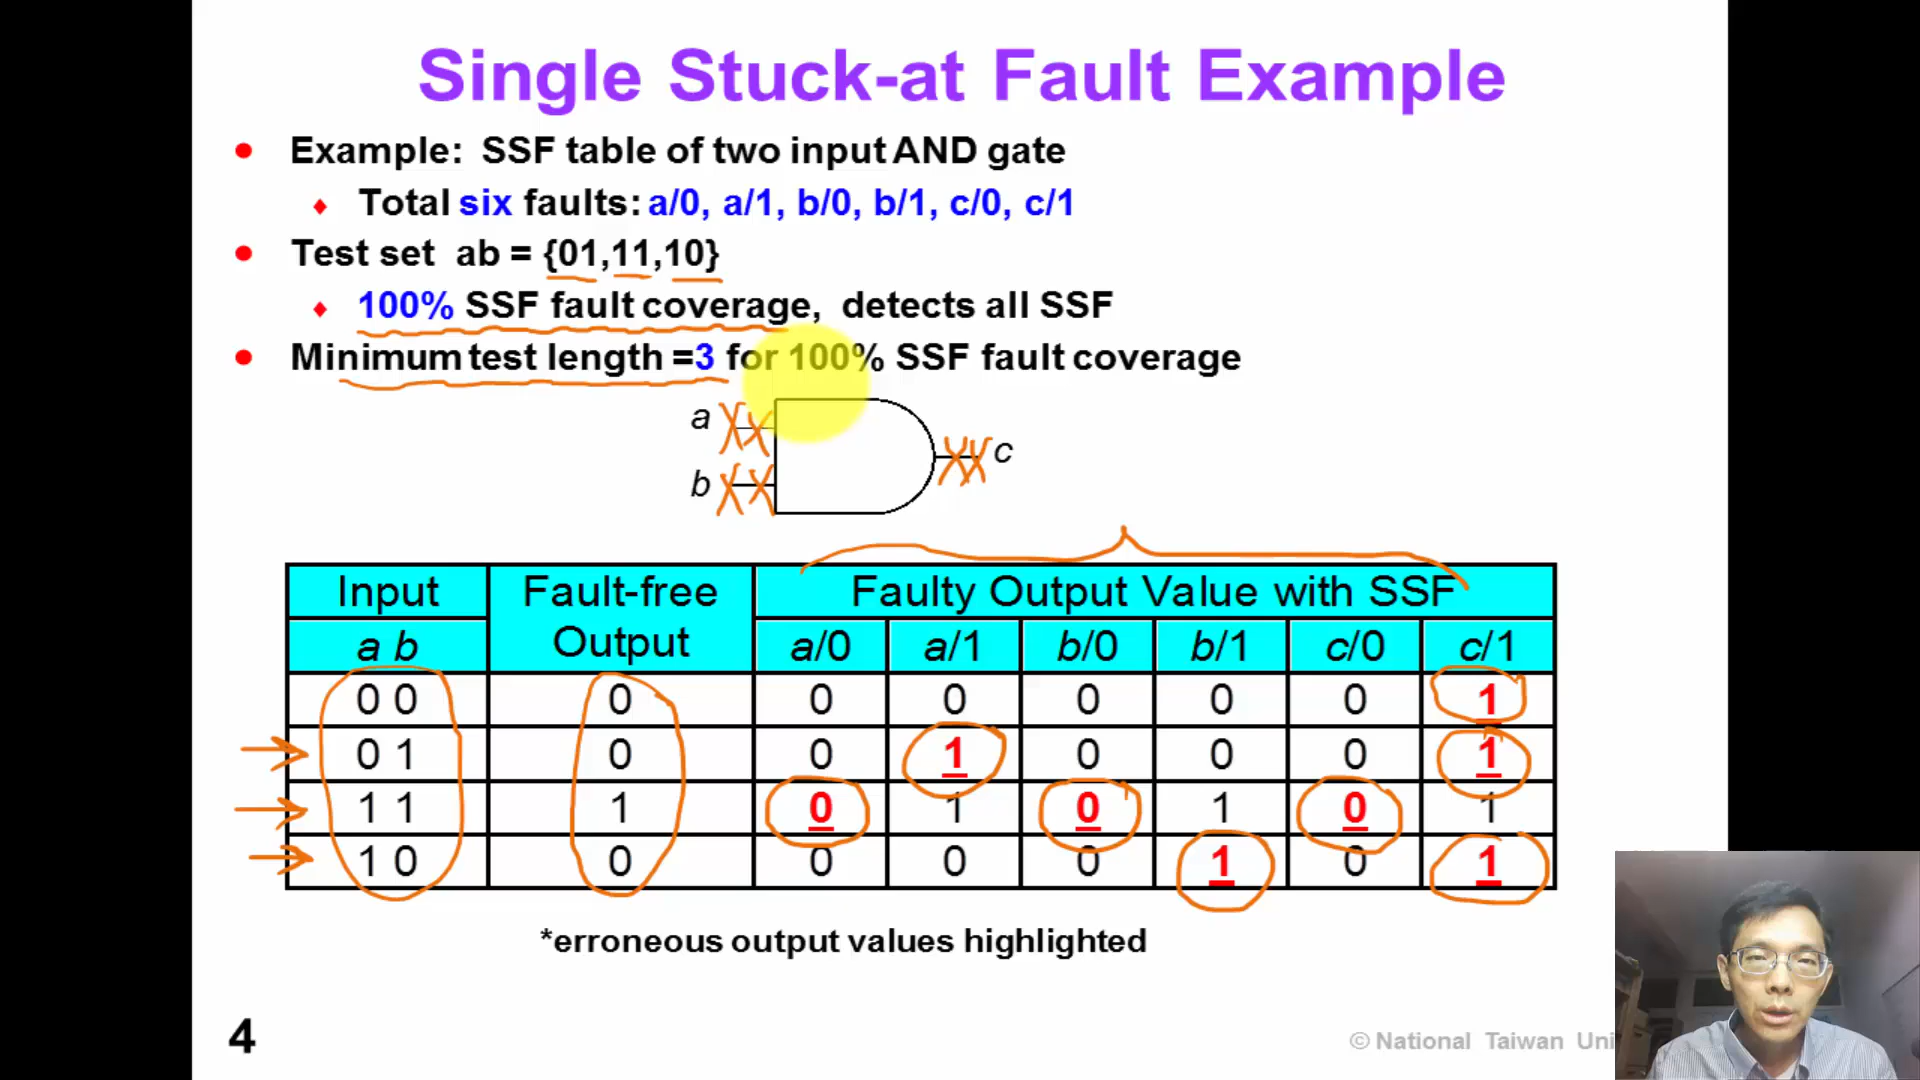 Single Stuck-at Fault Example
• Example: SSF table of two input AND gate
♦ Total six faults: a/0, a/1, b/0, b/1, c/0, c/1
• Test set ab = {01,11,10}
♦ 100% SSF fault coverage, detects all SSF
• Minimum test length =3 for 100% SSF fault coverage
a
b
c
Input Fault-free Output Faulty Output Value with SSF
a b a/0 a/1 b/0 b/1 c/0 c/1
0 0 0 0 0 0 0 0 1
0 1 0 0 1 0 0 0 1
1 1 1 0 1 0 1 0 1
1 0 0 0 0 0 1 0 1
*erroneous output values highlighted
4
© National Taiwan Uni